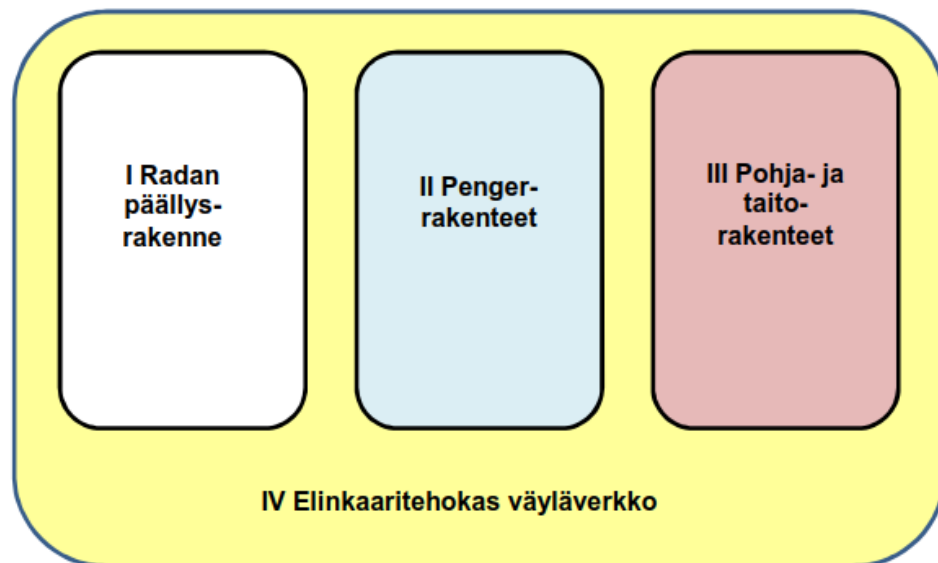 I Radan
päällys-
rakenne
II Penger-
rakenteet
III Pohja- ja
taito-
rakenteet
IV Elinkaaritehokas väyläverkko